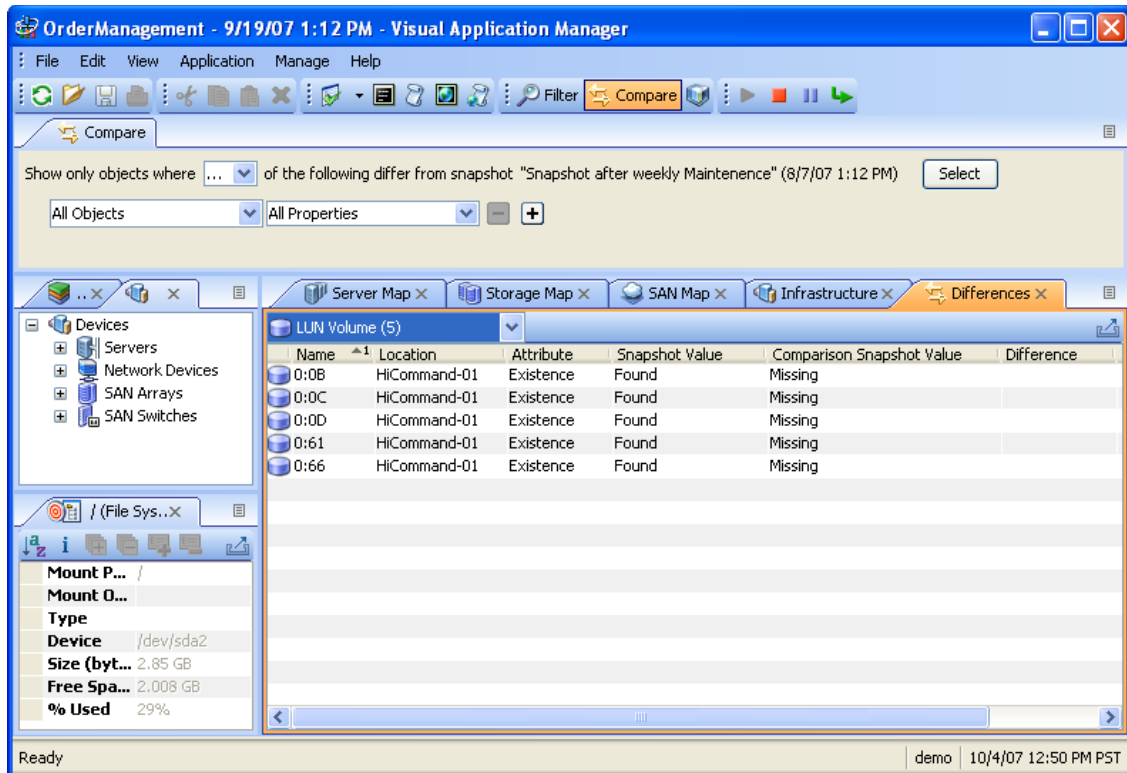 OrderManagement - 9/19/07 1:12 PM - Visual Application Manager
File Edit View Application Manage Help
Filter Compare
Compare
Show only objects where ... of the following differ from snapshot "Snapshot after weekly Maintenence" (8/7/07 1:12 PM) Select
All Objects All Properties
..
Devices
Servers
Network Devices
SAN Arrays
SAN Switches
Server Map Storage Map SAN Map Infrastructure Differences
LUN Volume (5)
Name 1 Location Attribute Snapshot Value Comparison Snapshot Value Difference
0:0B HiCommand-01 Existence Found Missing
0:0C HiCommand-01 Existence Found Missing
0:0D HiCommand-01 Existence Found Missing
0:61 HiCommand-01 Existence Found Missing
0:66 HiCommand-01 Existence Found Missing
/ (File Sys..
Mount P... /
Mount O...
Type
Device /dev/sda2
Size (byt... 2.85 GB
Free Spa... 2.008 GB
% Used 29%
Ready demo 10/4/07 12:50 PM PST